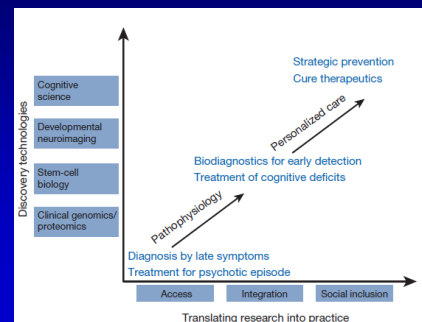 Strategic prevention
Cure therapeutics
Cognitive
science
Discovery technologies
Developmental
neuroimaging
Personalized care
Biodiagnostics for early detection
Treatment of cognitive deficits
Stem-cell
biology
Clinical genomics/
proteomics
Pathophysiology
Diagnosis by late symptoms
Treatment for psychotic episode
Access
Integration
Social inclusion
Translating research into practice